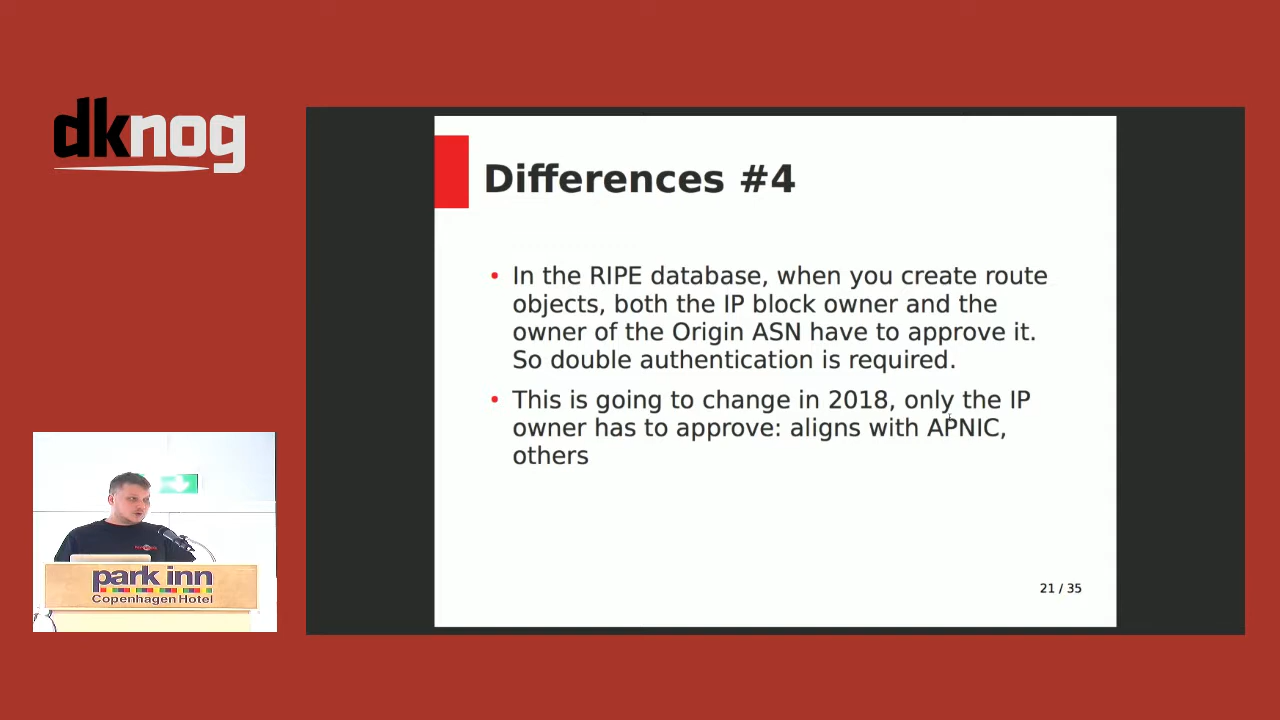 dknog
Differences #4
• In the RIPE database, when you create route
objects, both the IP block owner and the
owner of the Origin ASN have to approve it.
So double authentication is required.
• This is going to change in 2018, only the IP
owner has to approve: aligns with APNIC,
others
21 / 35
park inn
Copenhagen Hotel